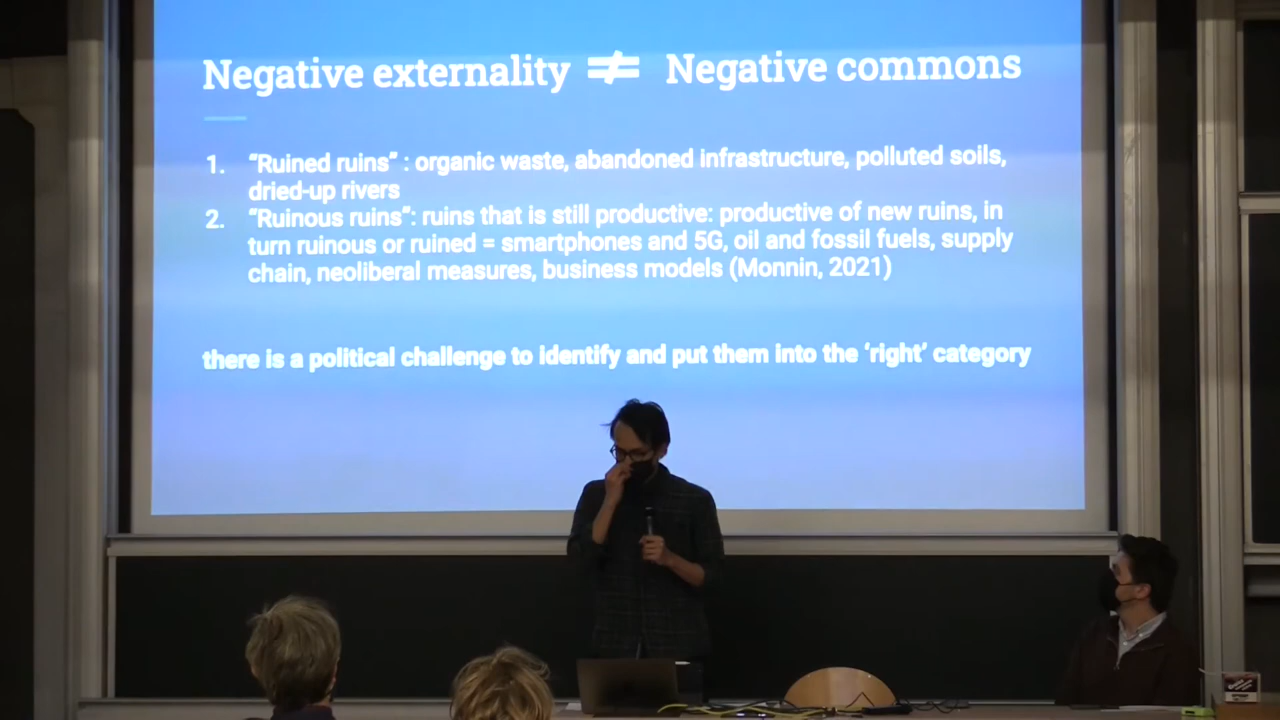 Negative externality ≠ Negative commons
1. “Ruined ruins” : organic waste, abandoned infrastructure, polluted soils,
dried-up rivers
2. “Ruinous ruins”: ruins that is still productive: productive of new ruins, in
turn ruinous or ruined = smartphones and 5G, oil and fossil fuels, supply
chain, neoliberal measures, business models (Monnin, 2021)
there is a political challenge to identify and put them into the ‘right’ category